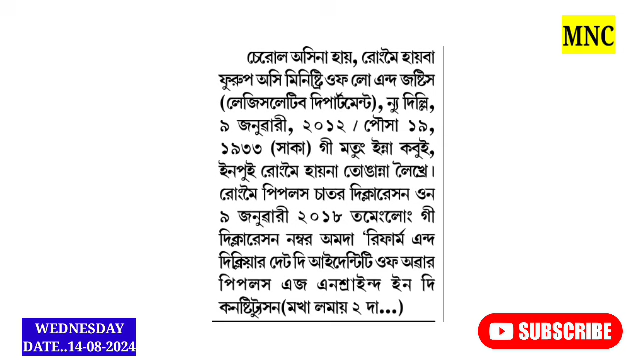 MNC
চেরোল অসিনা হায়, রোংমৈ হায়বা
ফুরুপ অসি মিনিষ্ট্রি ওফ লো এন্দ জষ্টিস
(লেজিসলেটিব দিপার্টমেন্ট), ন্যু দিল্লি,
৯ জনুৱারী, ২০১২ / পৌসা ১৯,
১৯৩৩ (সাকা) গী মতুং ইন্না কবুই,
ইনপুই রোংমৈ হায়না তোঙান্না লৈখ্রে।
রোংমৈ পিপলস চাতর দিক্লারেসন ওন
৯ জনুৱারী ২০১৮ তমেংলোং গী
দিক্লারেসন নম্বর অমদা ‘রিফার্ম এন্দ
দিক্লিয়ার দেট দি আইদেন্টিটি ওফ অৱার
পিপলস এজ এনশ্রাইন্দ ইন দি
কনষ্টিট্যুসন(মখা লমায় ২ দা...)
WEDNESDAY
DATE..14-08-2024
SUBSCRIBE